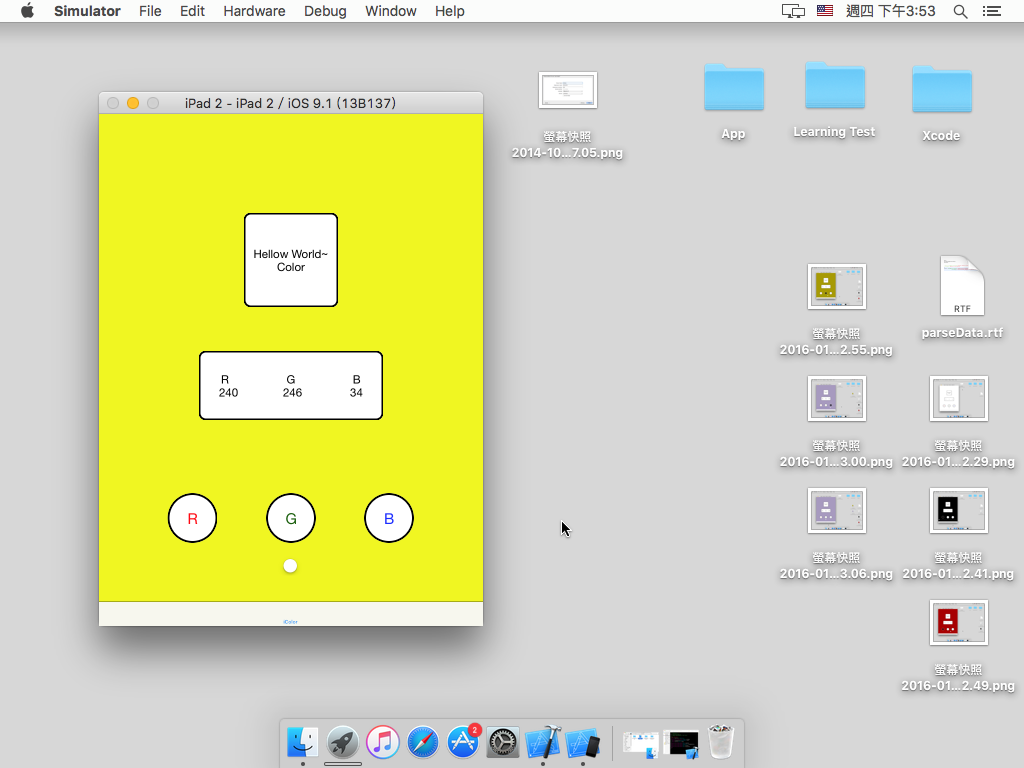 Simulator File Edit Hardware Debug Window Help
週四 下午3:53
iPad 2 - iPad 2 / iOS 9.1 (13B137)
Hellow World~
Color
R G B
240 246 34
R G B
iColor
螢幕快照
2014-10...7.05.png
App
Learning Test
Xcode
螢幕快照
2016-01...2.55.png
RTF
parseData.rtf
螢幕快照
2016-01...3.00.png
螢幕快照
2016-01...2.29.png
螢幕快照
2016-01...3.06.png
螢幕快照
2016-01...2.41.png
螢幕快照
2016-01...2.49.png
2